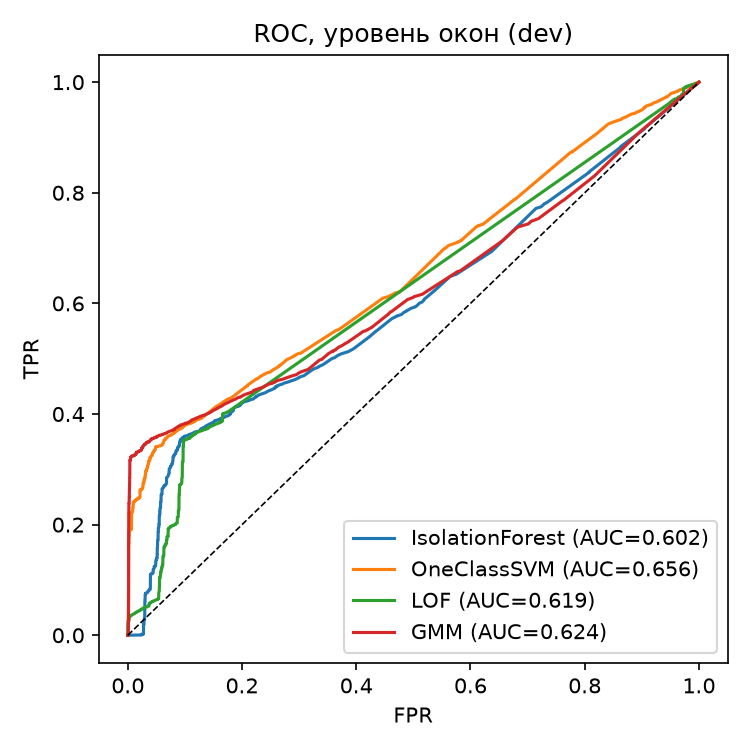 ROC, уровень окон (dev)
TPR
1.0
0.8
0.6
0.4
0.2
0.0
IsolationForest (AUC=0.602)
OneClassSVM (AUC=0.656)
LOF (AUC=0.619)
GMM (AUC=0.624)
0.0 0.2 0.4 0.6 0.8 1.0
FPR